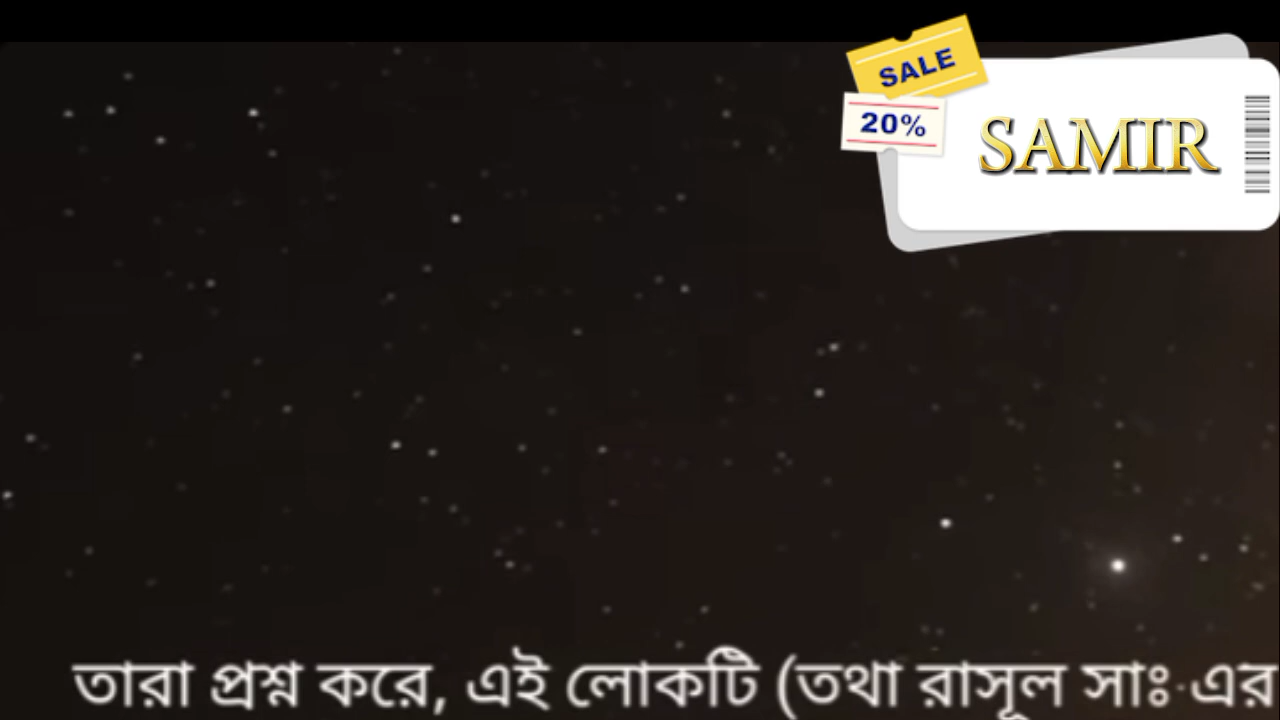 SALE
20%
SAMIR
তারা প্রশ্ন করে, এই লোকটি (তথা রাসূল সাঃ এর